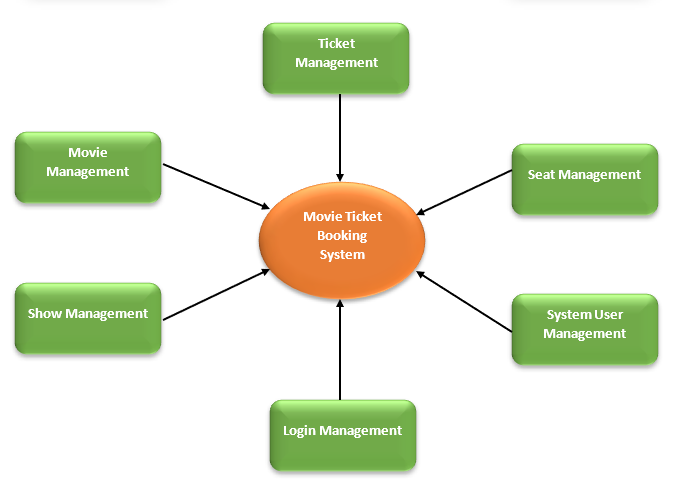 Ticket
Management
Movie
Management
Seat Management
Movie Ticket
Booking
System
Show Management
System User
Management
Login Management